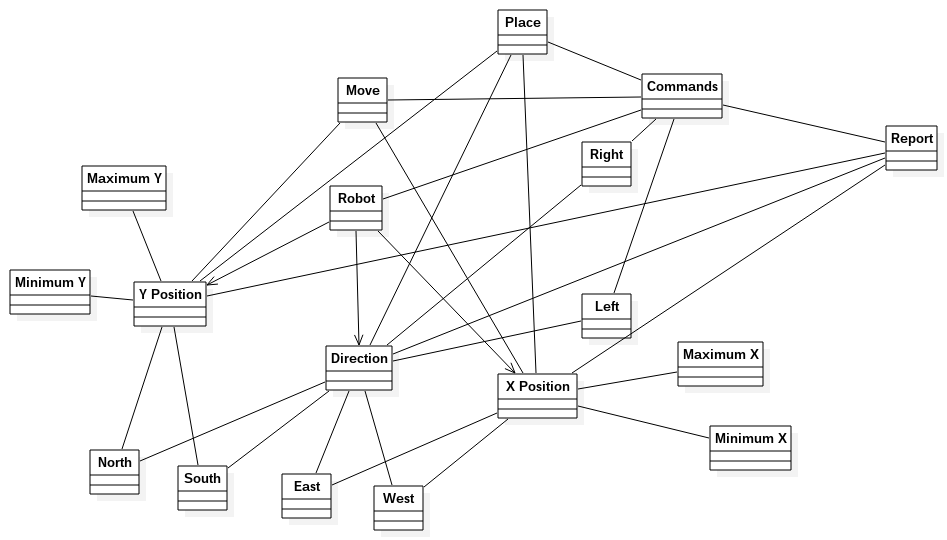 Place
Move
Commands
Report
Right
Maximum Y
Robot
Minimum Y
Y Position
Left
Direction
Maximum X
X Position
Minimum X
North
South
East
West